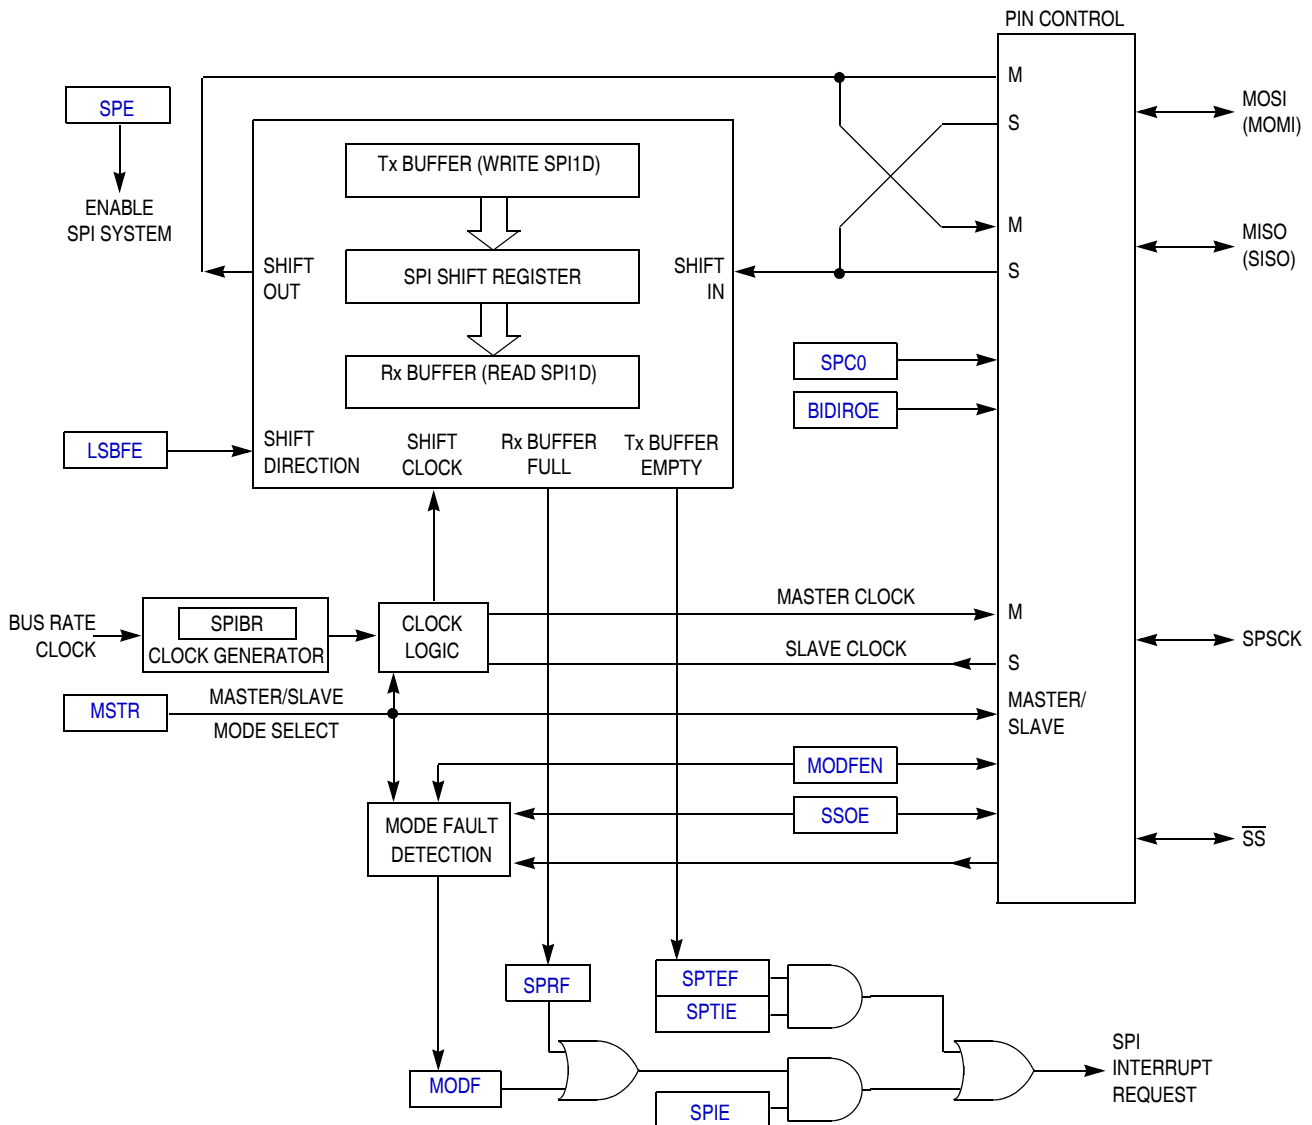 PIN CONTROL
M
MOSI
(MOMI)
S
SPE
ENABLE
SPI SYSTEM
Tx BUFFER (WRITE SPI1D)
SHIFT
OUT
SPI SHIFT REGISTER
SHIFT
IN
M
MISO
(SISO)
S
Rx BUFFER (READ SPI1D)
SPC0
BIDIROE
LSBFE
SHIFT
DIRECTION
SHIFT
CLOCK
Rx BUFFER
FULL
Tx BUFFER
EMPTY
BUS RATE
CLOCK
SPIBR
CLOCK GENERATOR
CLOCK
LOGIC
MASTER CLOCK
M
SLAVE CLOCK
S
SPSCK
MSTR
MASTER/SLAVE
MODE SELECT
MASTER/
SLAVE
MODFEN
SSOE
MODE FAULT
DETECTION
SS
SPRF
SPTEF
SPTIE
MODF
SPIE
SPI
INTERRUPT
REQUEST